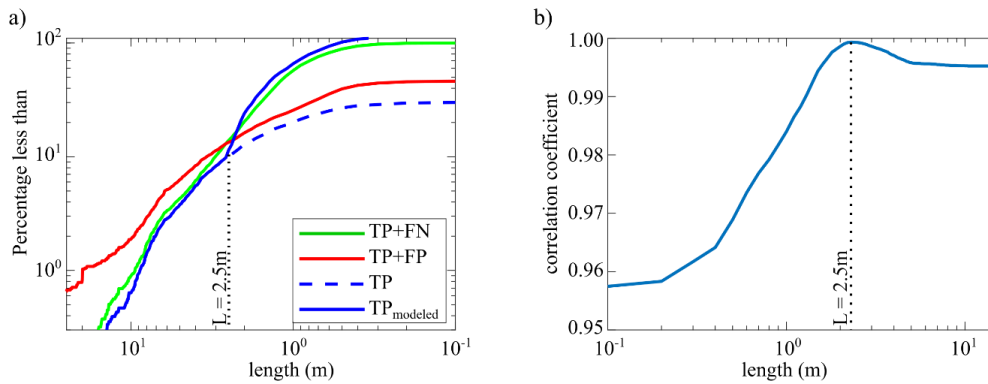 a)
Percentage less than
10²
10¹
10⁰
L = 2.5m
TP+FN
TP+FP
TP
TPmodeled
10¹
10⁰
10⁻¹
length (m)
b)
correlation coefficient
1.00
0.99
0.98
0.97
0.96
0.95
L = 2.5m
10⁻¹
10⁰
10¹
length (m)